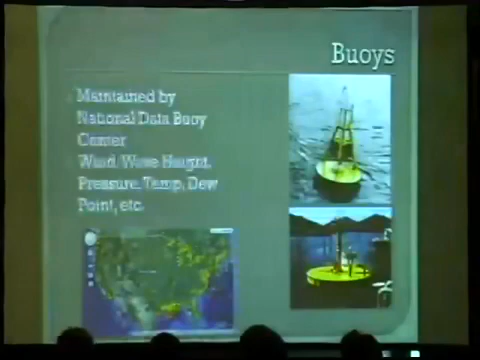 Buoys
Maintained by
National Data Buoy
Center
Wind, Wave Height,
Pressure, Temp, Dew
Point, etc.